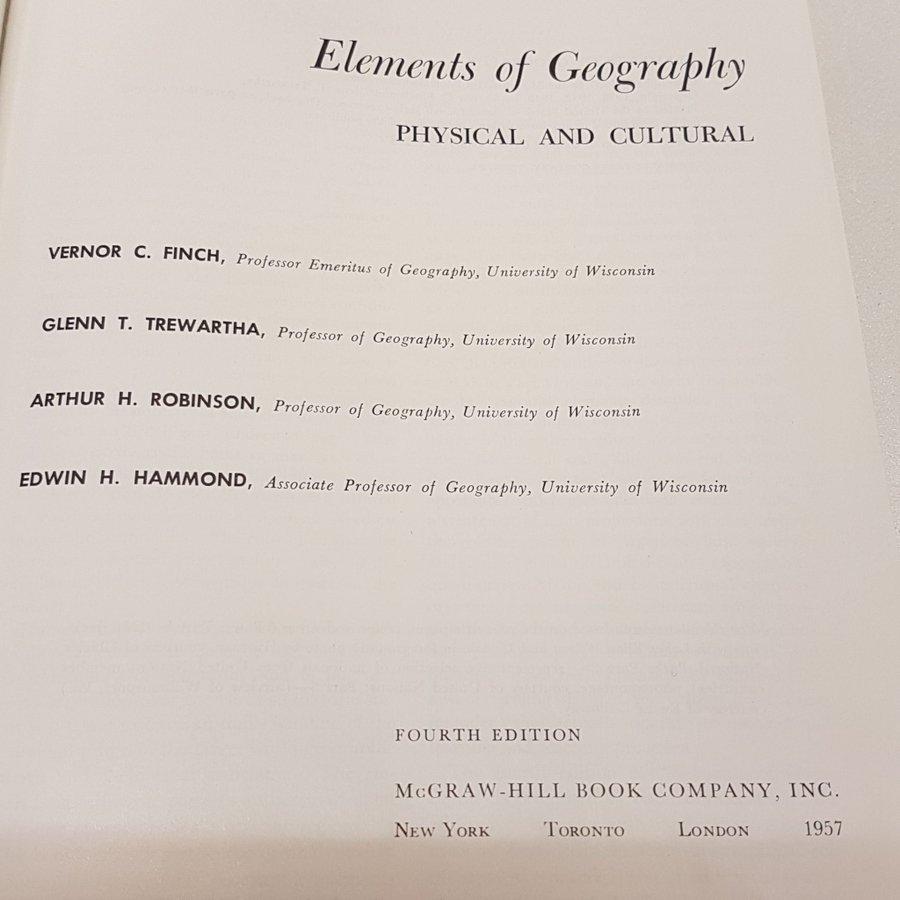 Elements of Geography
PHYSICAL AND CULTURAL
VERNOR C. FINCH, Professor Emeritus of Geography, University of Wisconsin
GLENN T. TREWARTHA, Professor of Geography, University of Wisconsin
ARTHUR H. ROBINSON, Professor of Geography, University of Wisconsin
EDWIN H. HAMMOND, Associate Professor of Geography, University of Wisconsin
FOURTH EDITION
McGRAW-HILL BOOK COMPANY, INC.
New York Toronto London 1957